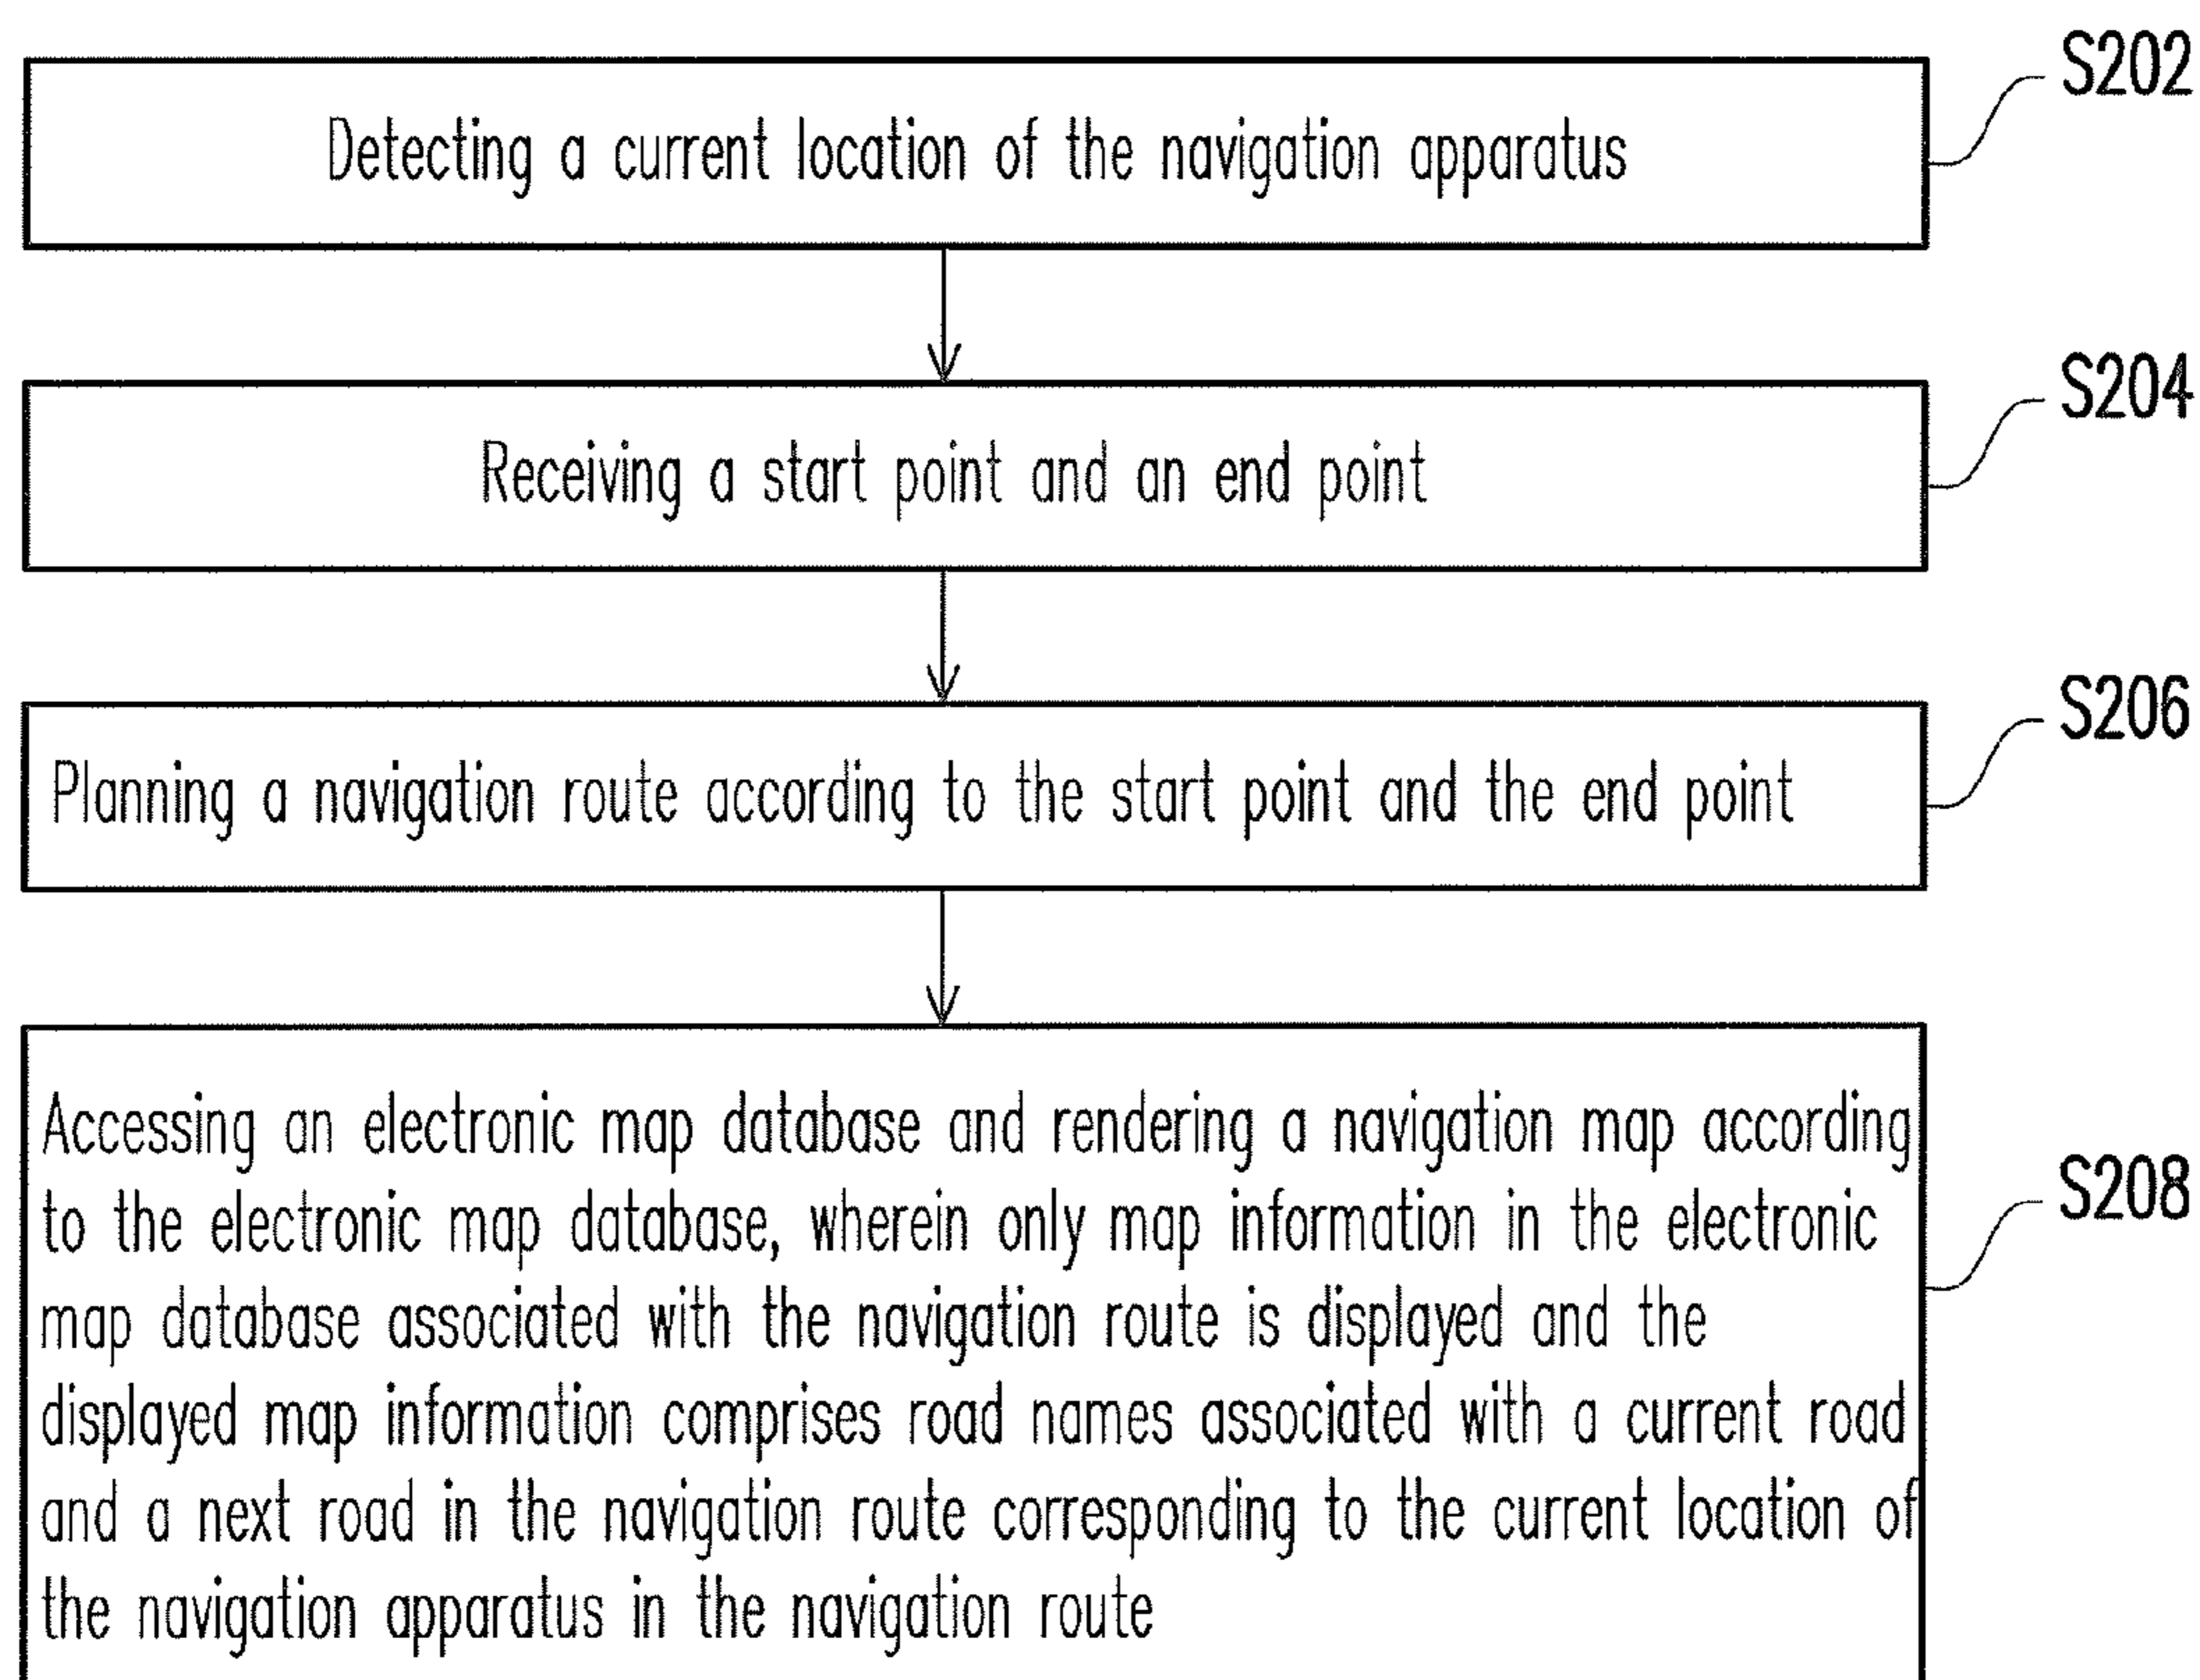 S202
Detecting a current location of the navigation apparatus
S204
Receiving a start point and an end point
S206
Planning a navigation route according to the start point and the end point
S208
Accessing an electronic map database and rendering a navigation map according
to the electronic map database, wherein only map information in the electronic
map database associated with the navigation route is displayed and the
displayed map information comprises road names associated with a current road
and a next road in the navigation route corresponding to the current location of
the navigation apparatus in the navigation route